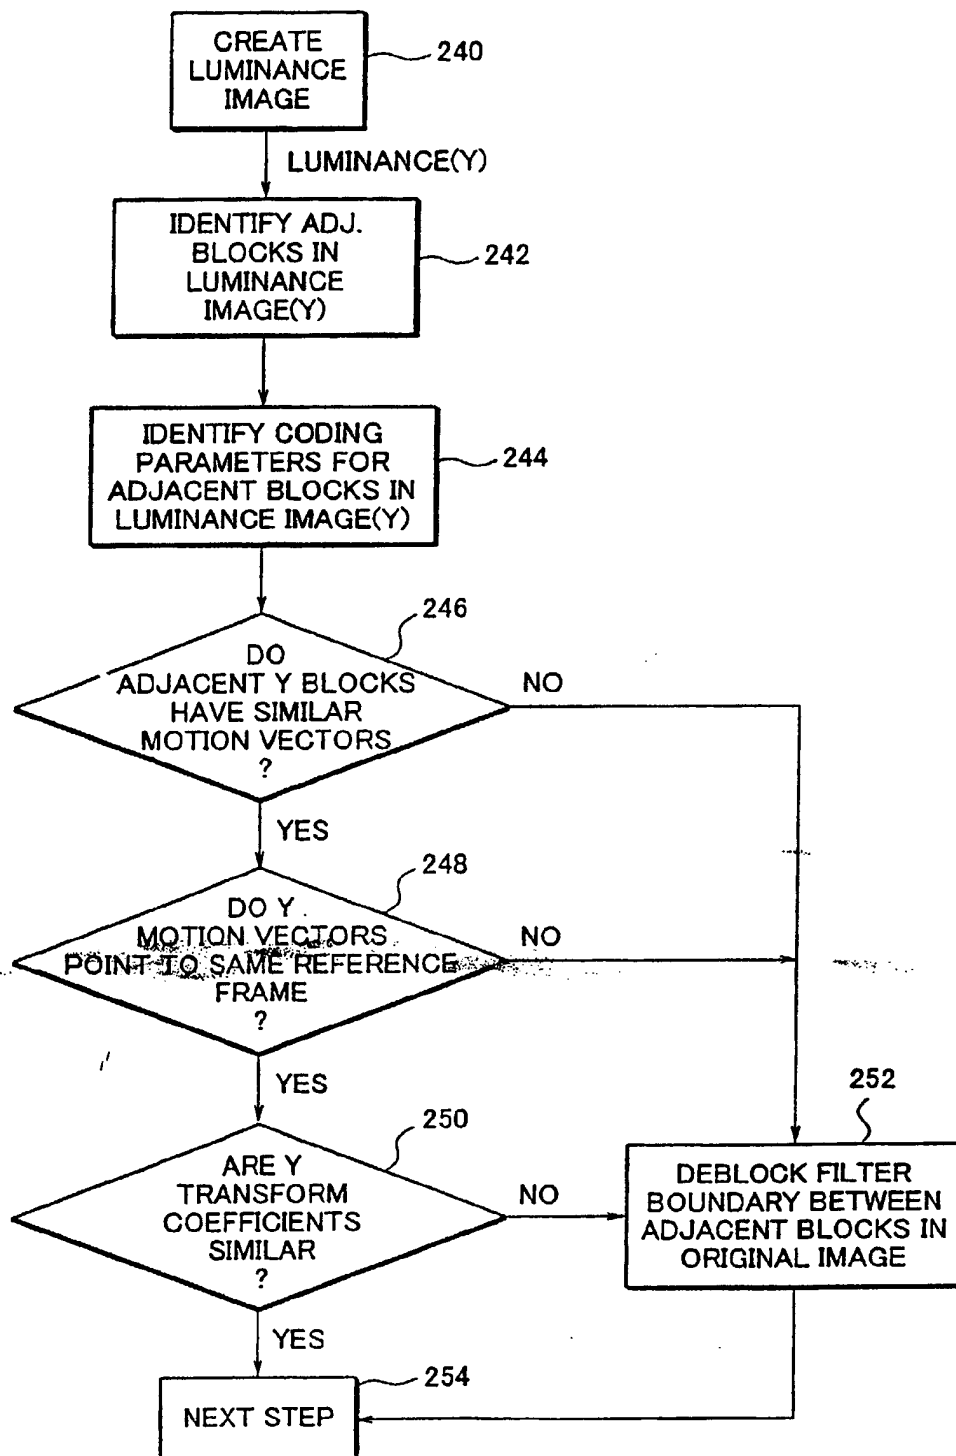 CREATE
LUMINANCE
IMAGE
240
LUMINANCE(Y)
IDENTIFY ADJ.
BLOCKS IN
LUMINANCE
IMAGE(Y)
242
IDENTIFY CODING
PARAMETERS FOR
ADJACENT BLOCKS IN
LUMINANCE IMAGE(Y)
244
246
DO
ADJACENT Y BLOCKS
HAVE SIMILAR
MOTION VECTORS
?
NO
YES
248
DO Y
MOTION VECTORS
POINT TO SAME REFERENCE
FRAME
?
NO
YES
250
ARE Y
TRANSFORM
COEFFICIENTS
SIMILAR
?
NO
252
DEBLOCK FILTER
BOUNDARY BETWEEN
ADJACENT BLOCKS IN
ORIGINAL IMAGE
YES
254
NEXT STEP